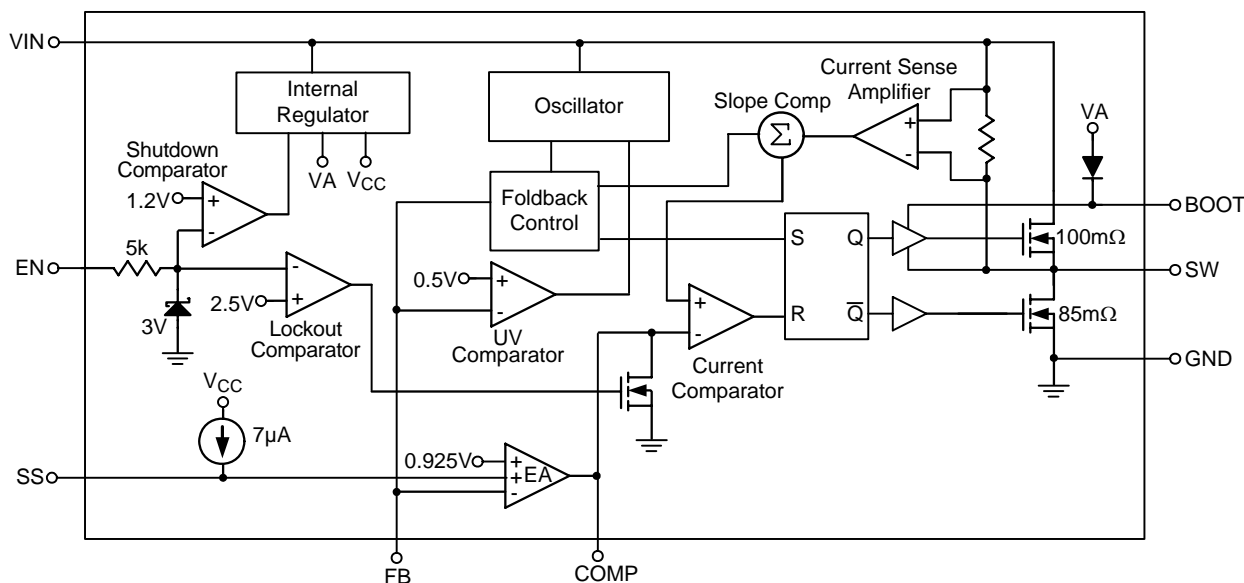 VIN
Internal
Regulator
Oscillator
Current Sense
Amplifier
Slope Comp
Σ
+
-
VA
Shutdown
Comparator
1.2V
+
-
VA
VCC
Foldback
Control
BOOT
S
Q
100mΩ
EN
5k
-
+
2.5V
3V
Lockout
Comparator
0.5V
+
-
UV
Comparator
+
-
Current
Comparator
R
Q
SW
85mΩ
GND
VCC
7µA
SS
0.925V
+
+
-
EA
FB
COMP